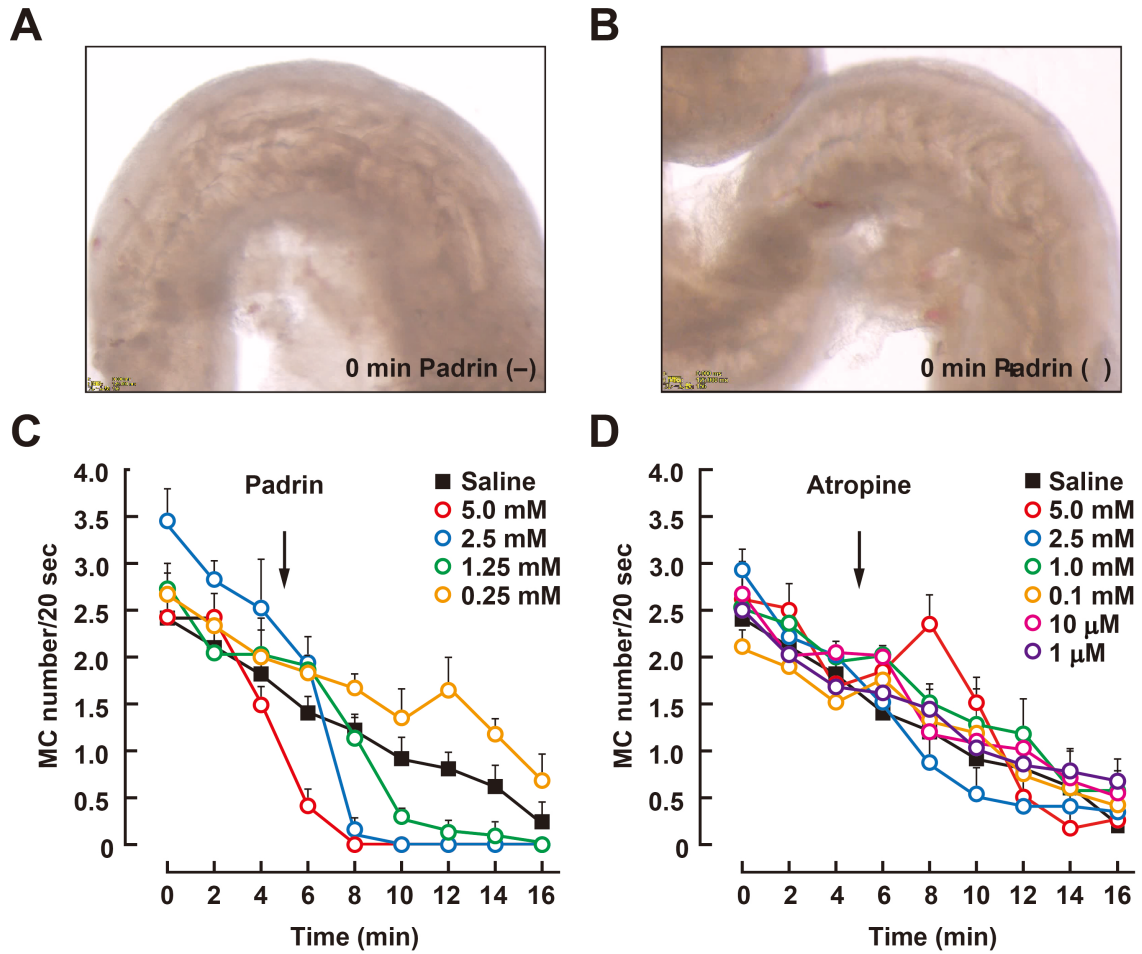 A
B
0 min Padrin (–)
0 min Padrin ( )
C
D
Padrin
Saline
5.0 mM
2.5 mM
1.25 mM
0.25 mM
MC number/20 sec
4.0
3.5
3.0
2.5
2.0
1.5
1.0
0.5
0
0 2 4 6 8 10 12 14 16
Time (min)
Atropine
Saline
5.0 mM
2.5 mM
1.0 mM
0.1 mM
10 μM
1 μM
MC number/20 sec
4.0
3.5
3.0
2.5
2.0
1.5
1.0
0.5
0
0 2 4 6 8 10 12 14 16
Time (min)